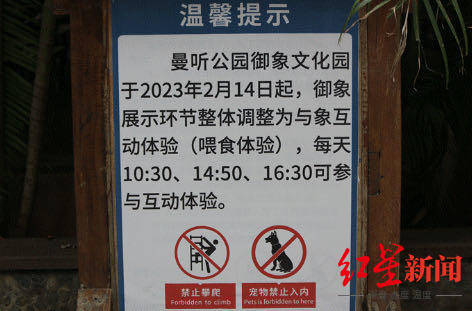 温馨提示
曼听公园御象文化园
于2023年2月14日起，御象
展示环节整体调整为与象互
动体验（喂食体验），每天
10:30、14:50、16:30可参
与互动体验。
禁止攀爬
Forbidden to climb
宠物禁止入内
Pets is forbidden to here
红星新闻